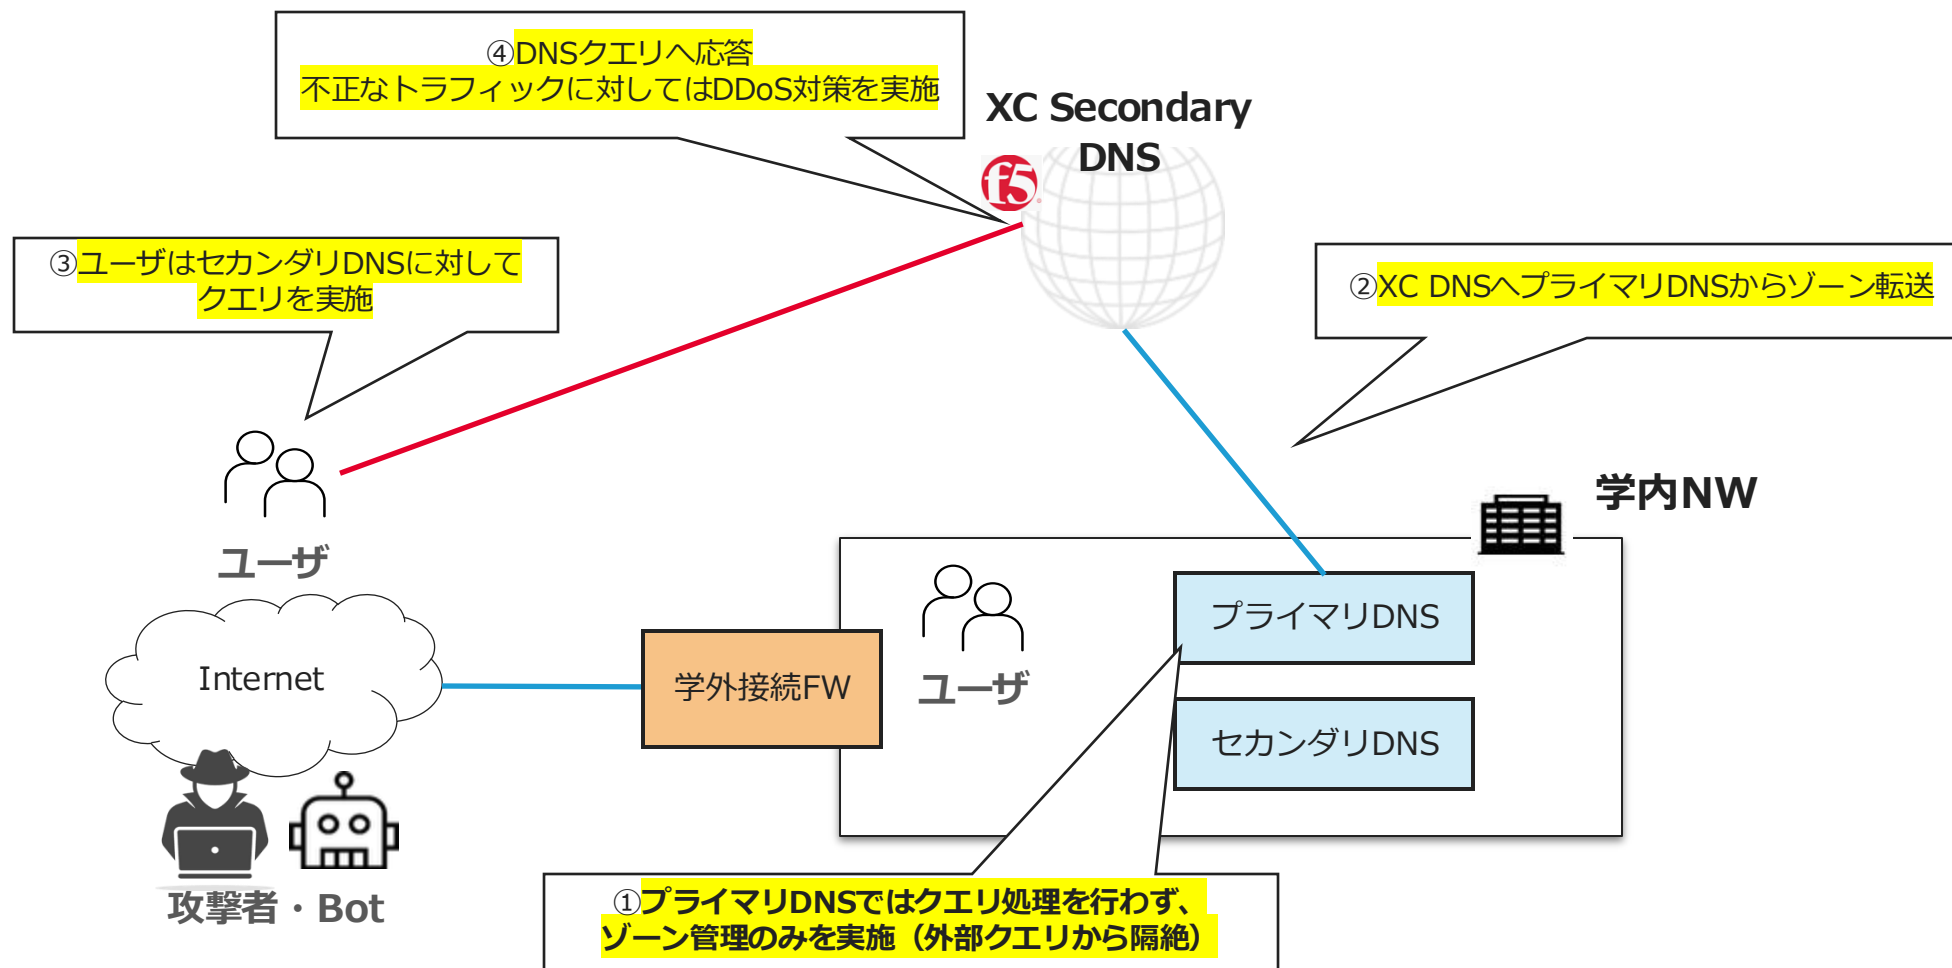 ④DNSクエリへ応答
不正なトラフィックに対してはDDoS対策を実施
XC Secondary
DNS
f5
③ユーザはセカンダリDNSに対して
クエリを実施
②XC DNSへプライマリDNSからゾーン転送
学内NW
ユーザ
プライマリDNS
Internet
学外接続FW
ユーザ
セカンダリDNS
攻撃者・Bot
①プライマリDNSではクエリ処理を行わず、
ゾーン管理のみを実施（外部クエリから隔絶）